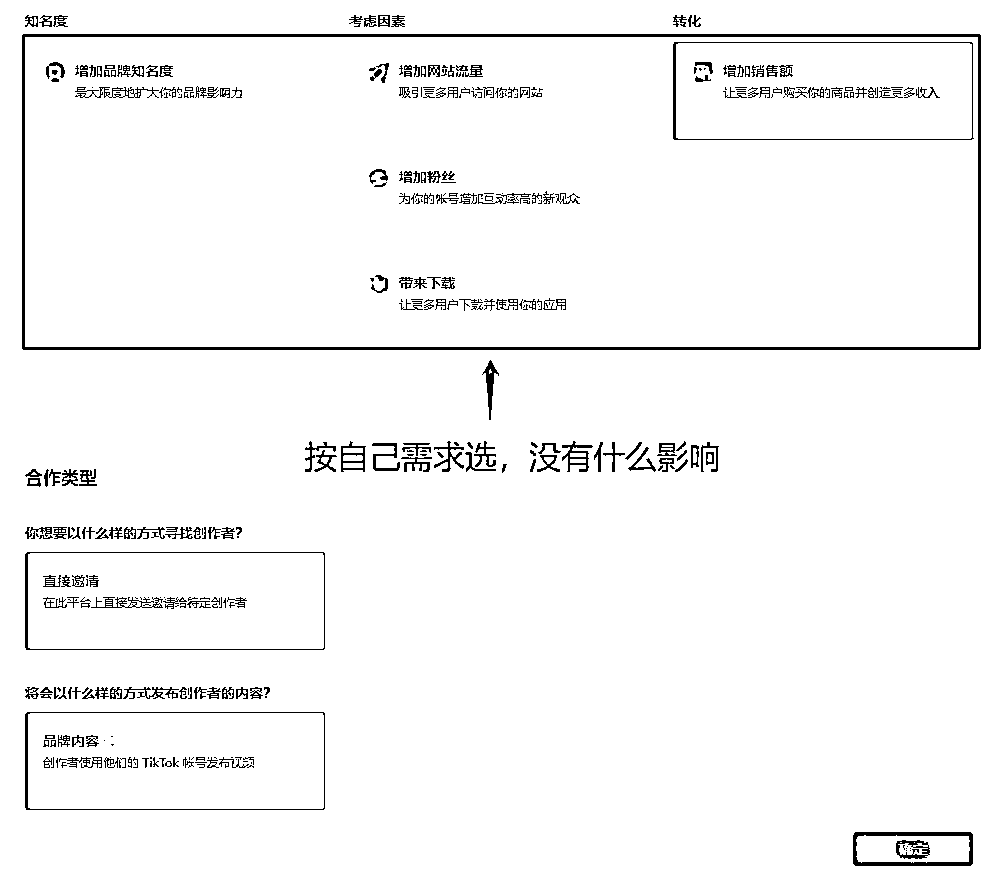 知名度
考虑因素
转化
增加品牌知名度
最大限度地扩大你的品牌影响力
增加网站流量
吸引更多用户访问你的网站
增加销售额
让更多用户购买你的商品并创造更多收入
增加粉丝
为你的帐号增加互动率高的新观众
带来下载
让更多用户下载并使用你的应用
按自己需求选，没有什么影响
合作类型
你想要以什么样的方式寻找创作者？
直接邀请
在此平台上直接发送邀请给特定创作者
将会以什么样的方式发布创作者的内容？
品牌内容
创作者使用他们的 TikTok 帐号发布视频
确定